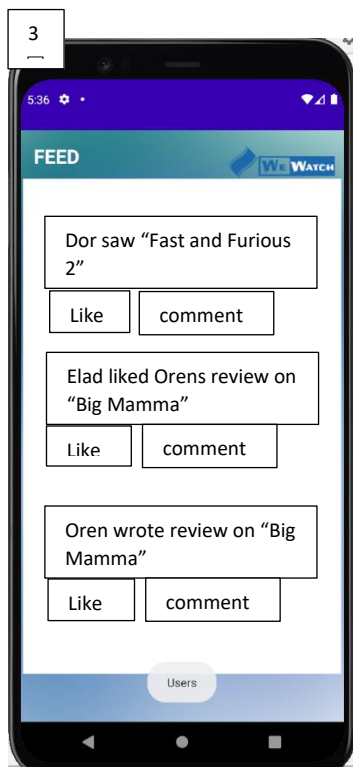 3
5:36
FEED
WE WATCH
Dor saw “Fast and Furious
2”
Like comment
Elad liked Orens review on
“Big Mamma”
Like comment
Oren wrote review on “Big
Mamma”
Like comment
Users